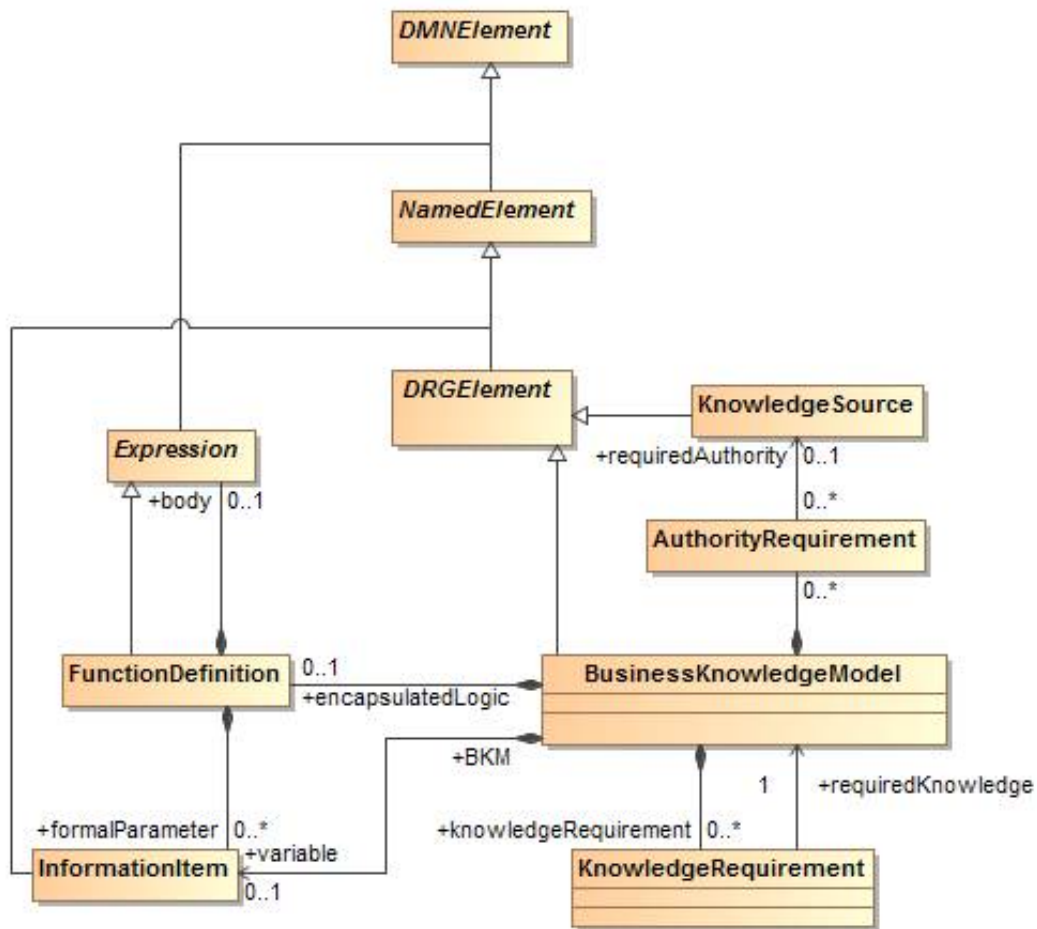 DMNElement
NamedElement
DRGElement
KnowledgeSource
Expression
+requiredAuthority 0..1
+body 0..1
0..*
AuthorityRequirement
0..*
FunctionDefinition
0..1
BusinessKnowledgeModel
+encapsulatedLogic
+BKM
1 +requiredKnowledge
+formalParameter 0..*
+knowledgeRequirement 0..*
+variable
InformationItem
KnowledgeRequirement
0..1